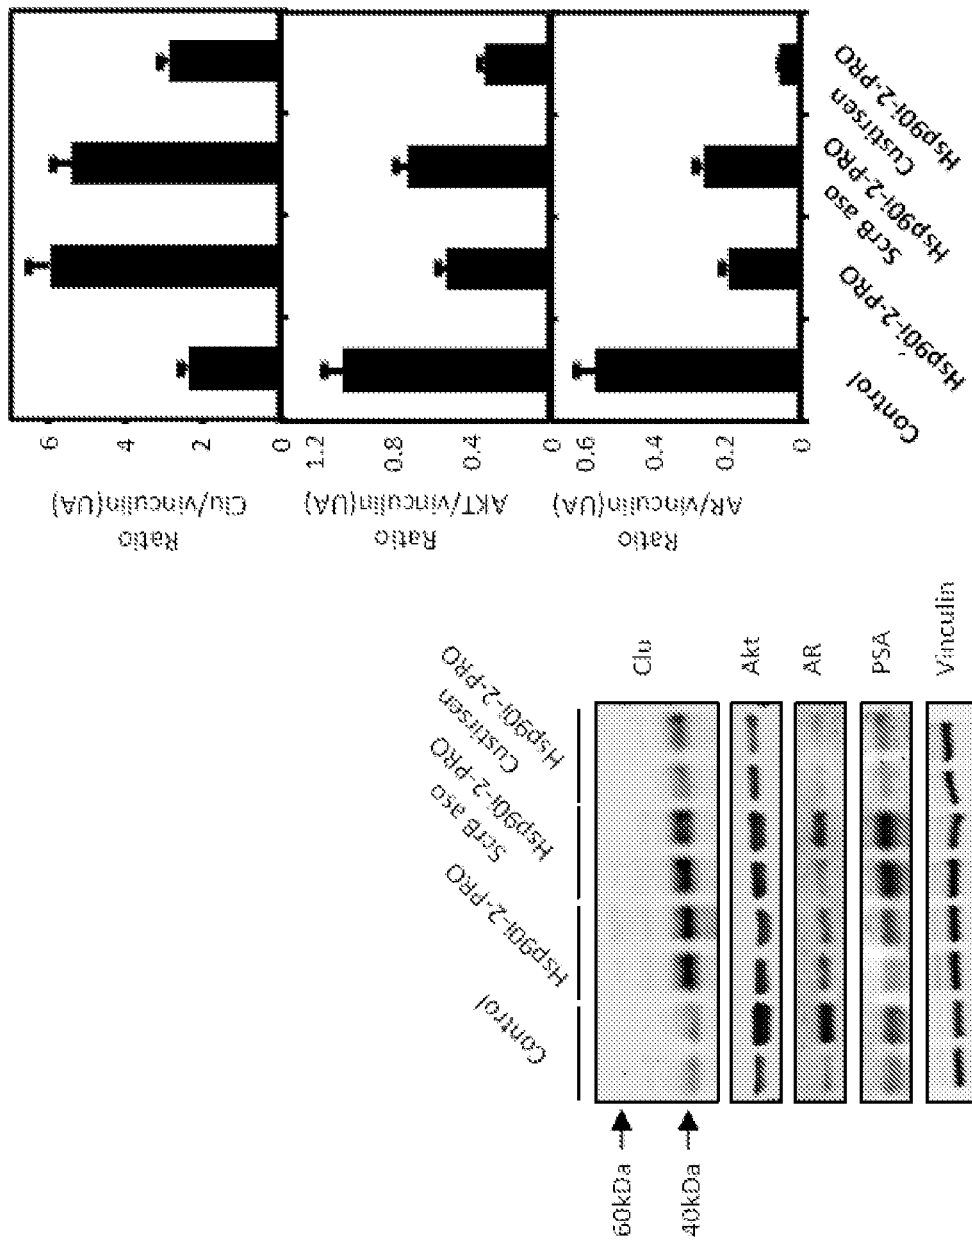 Control
Hsp90i-2-PRO
ScrB aso
Hsp90i-2-PRO
Custirsen
Hsp90i-2-PRO
60kDa
40kDa
Clu
Akt
AR
PSA
Vinculin
Ratio
Clu/vinculin(UA)
6
4
2
0
Ratio
AKT/vinculin(UA)
1.2
0.8
0.4
0
Ratio
AR/vinculin(UA)
0.6
0.4
0.2
0
Control
Hsp90i-2-PRO
ScrB aso
Hsp90i-2-PRO
Custirsen
Hsp90i-2-PRO